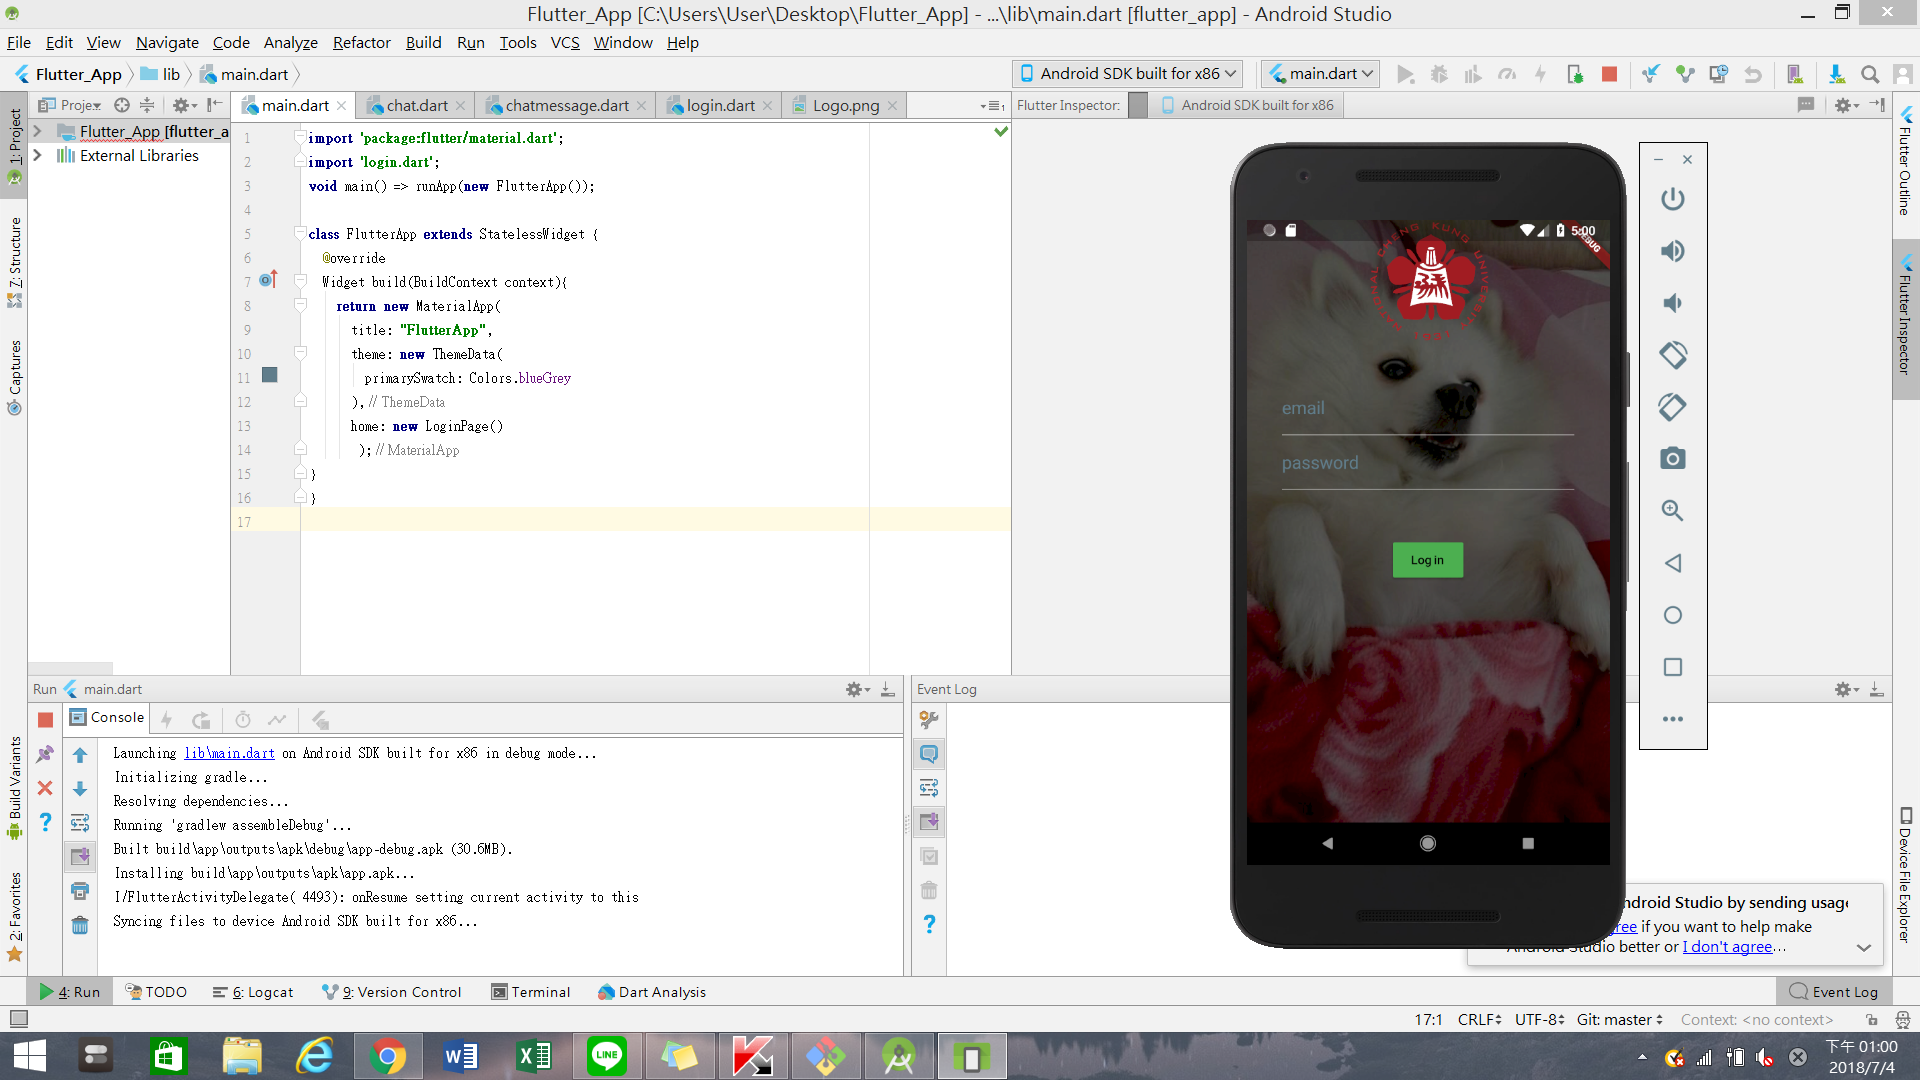 Flutter_App [C:\Users\User\Desktop\Flutter_App] - ...\lib\main.dart [flutter_app] - Android Studio
File Edit View Navigate Code Analyze Refactor Build Run Tools VCS Window Help
Flutter_App lib main.dart Android SDK built for x86 main.dart
Proje main.dart chat.dart chatmessage.dart login.dart Logo.png Flutter Inspector: Android SDK built for x86
1: Project
7: Structure
Captures
Build Variants
2: Favorites
Flutter_App [flutter_a
External Libraries
1 import 'package:flutter/material.dart';
2 import 'login.dart';
3 void main() => runApp(new FlutterApp());
4
5 class FlutterApp extends StatelessWidget {
6 @override
7 Widget build(BuildContext context){
8 return new MaterialApp(
9 title: "FlutterApp",
10 theme: new ThemeData(
11 primarySwatch: Colors.blueGrey
12 ), // ThemeData
13 home: new LoginPage()
14 ); // MaterialApp
15 }
16 }
17
5:00
DEBUG
NATIONAL CHENG KUNG UNIVERSITY
email
password
Log in
Flutter Outline
Flutter Inspector
Device File Explorer
Run main.dart
Console
Launching lib\main.dart on Android SDK built for x86 in debug mode...
Initializing gradle...
Resolving dependencies...
Running 'gradlew assembleDebug'...
Built build\app\outputs\apk\debug\app-debug.apk (30.6MB).
Installing build\app\outputs\apk\app.apk...
I/FlutterActivityDelegate( 4493): onResume setting current activity to this
Syncing files to device Android SDK built for x86...
Event Log
ndroid Studio by sending usag
ree if you want to help make
Android Studio better or I don't agree...
4: Run TODO 6: Logcat 9: Version Control Terminal Dart Analysis Event Log
17:1 CRLF UTF-8 Git: master Context: <no context>
LINE
下午 01:00
2018/7/4